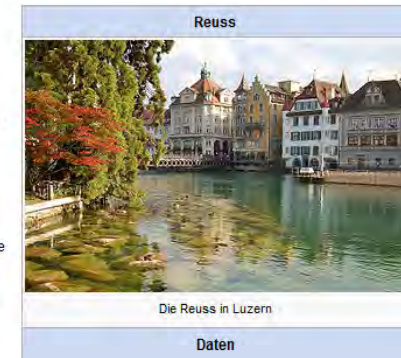 Reuss
e
Die Reuss in Luzern
Daten